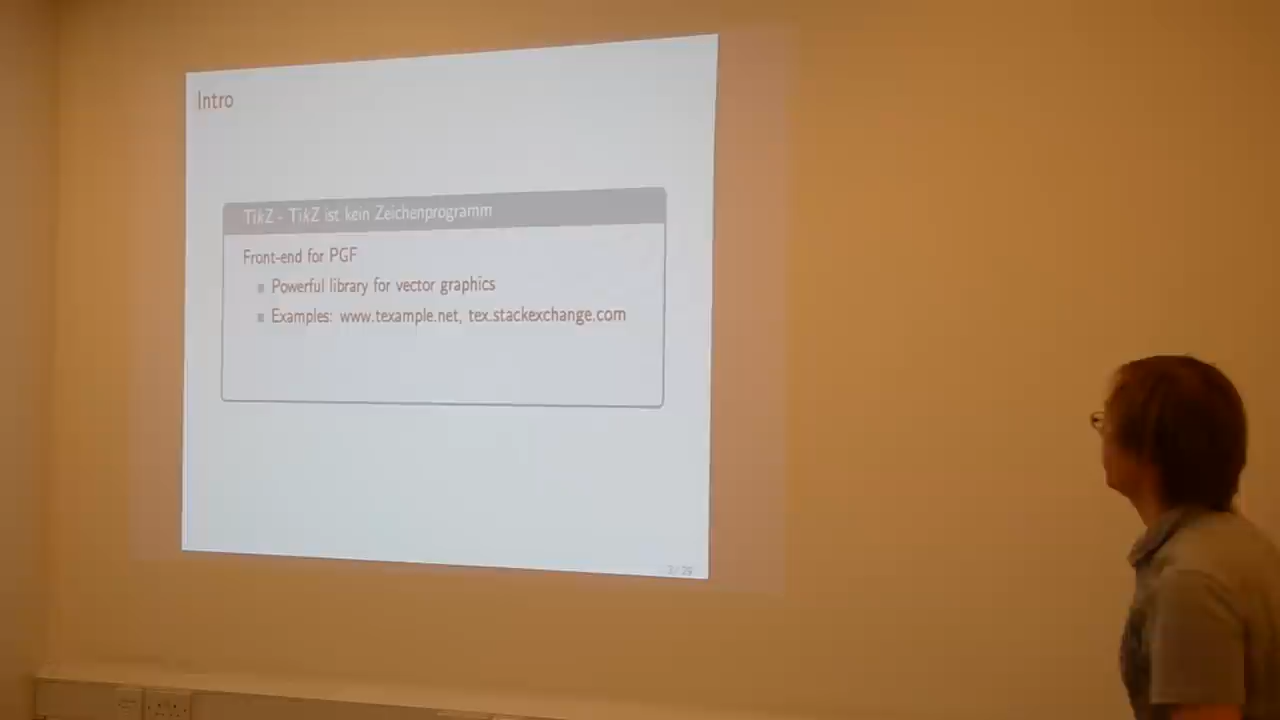 Intro
TikZ - TikZ ist kein Zeichenprogramm
Front-end for PGF
Powerful library for vector graphics
Examples: www.texample.net, tex.stackexchange.com